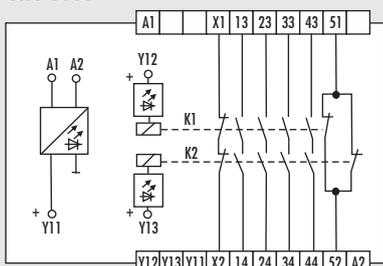 A1 X1 13 23 33 43 51
Y12
A1 A2
+
K1
K2
+ Y11
+ Y13
Y12 Y13 Y11 X2 14 24 34 44 52 A2